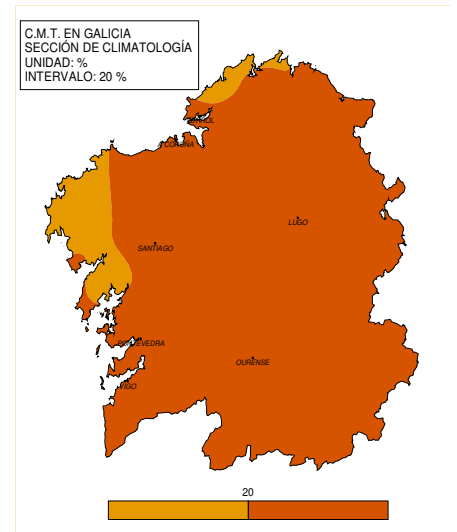 C.M.T. EN GALICIA
SECCIÓN DE CLIMATOLOGÍA
UNIDAD: %
INTERVALO: 20 %
FERROL
A CORUÑA
LUGO
SANTIAGO
PONTEVEDRA
OURENSE
VIGO
20